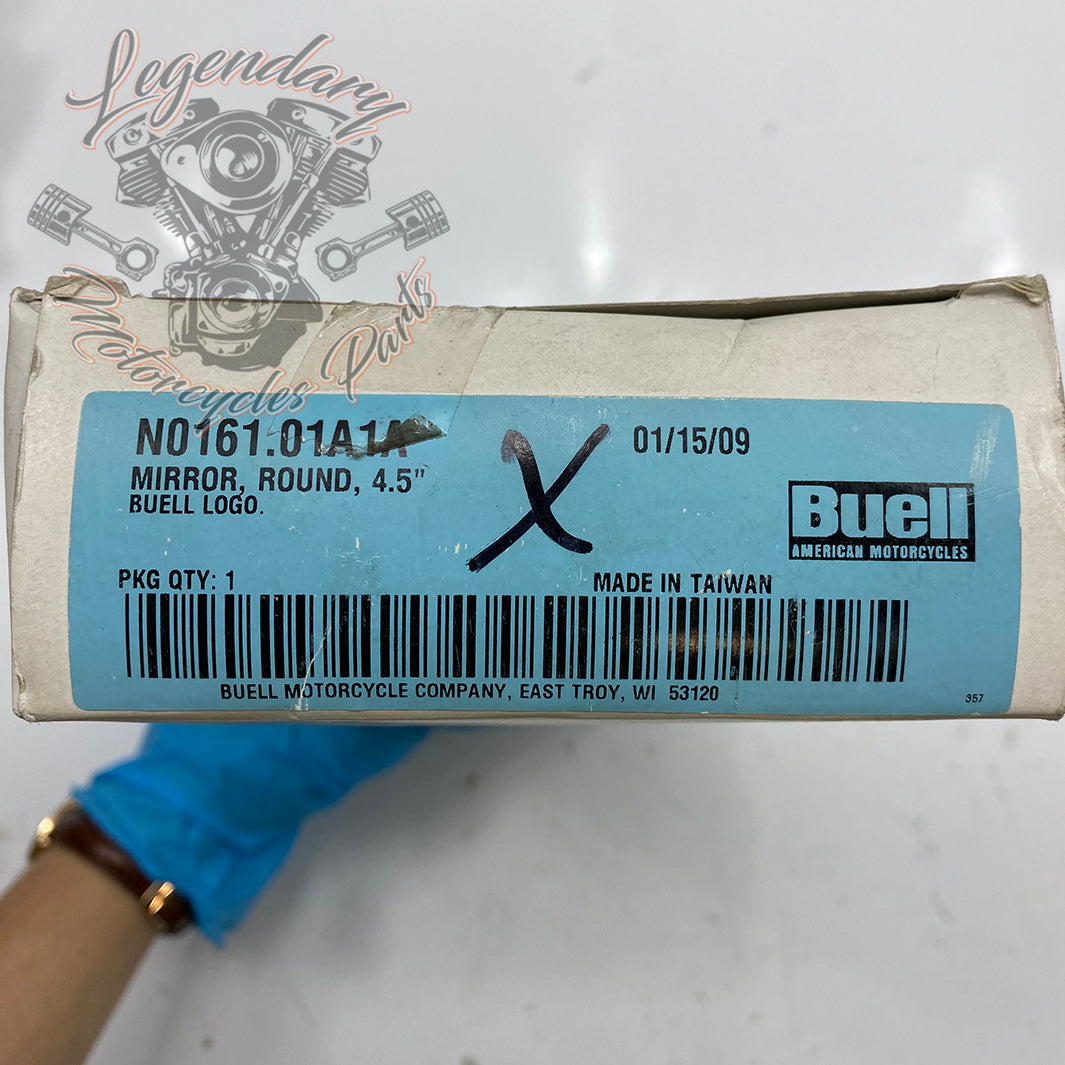 Legendary
Motorcycles Parts
N0161.01A1A
01/15/09
MIRROR, ROUND, 4.5"
BUELL LOGO.
X
Buell
AMERICAN MOTORCYCLES
PKG QTY: 1
MADE IN TAIWAN
BUELL MOTORCYCLE COMPANY, EAST TROY, WI 53120
357